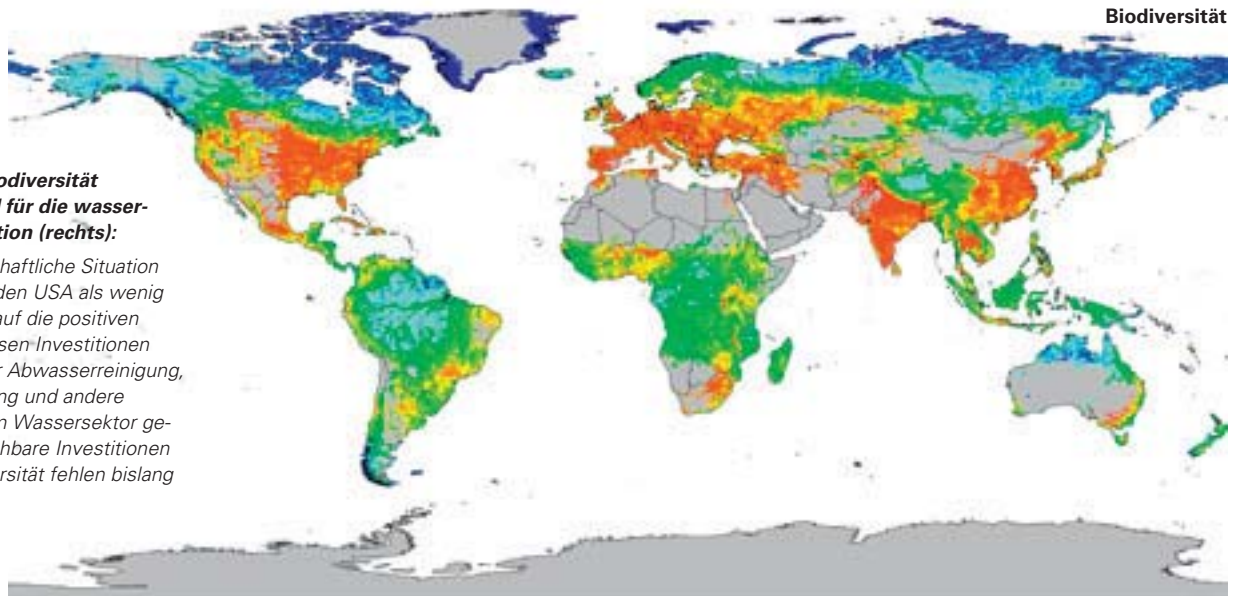 Biodiversität
odiversität
für die wasser-
tion (rechts):
haftliche Situation
den USA als wenig
auf die positiven
sen Investitionen
r Abwasserreinigung,
ng und andere
n Wassersektor ge-
hbare Investitionen
rsität fehlen bislang